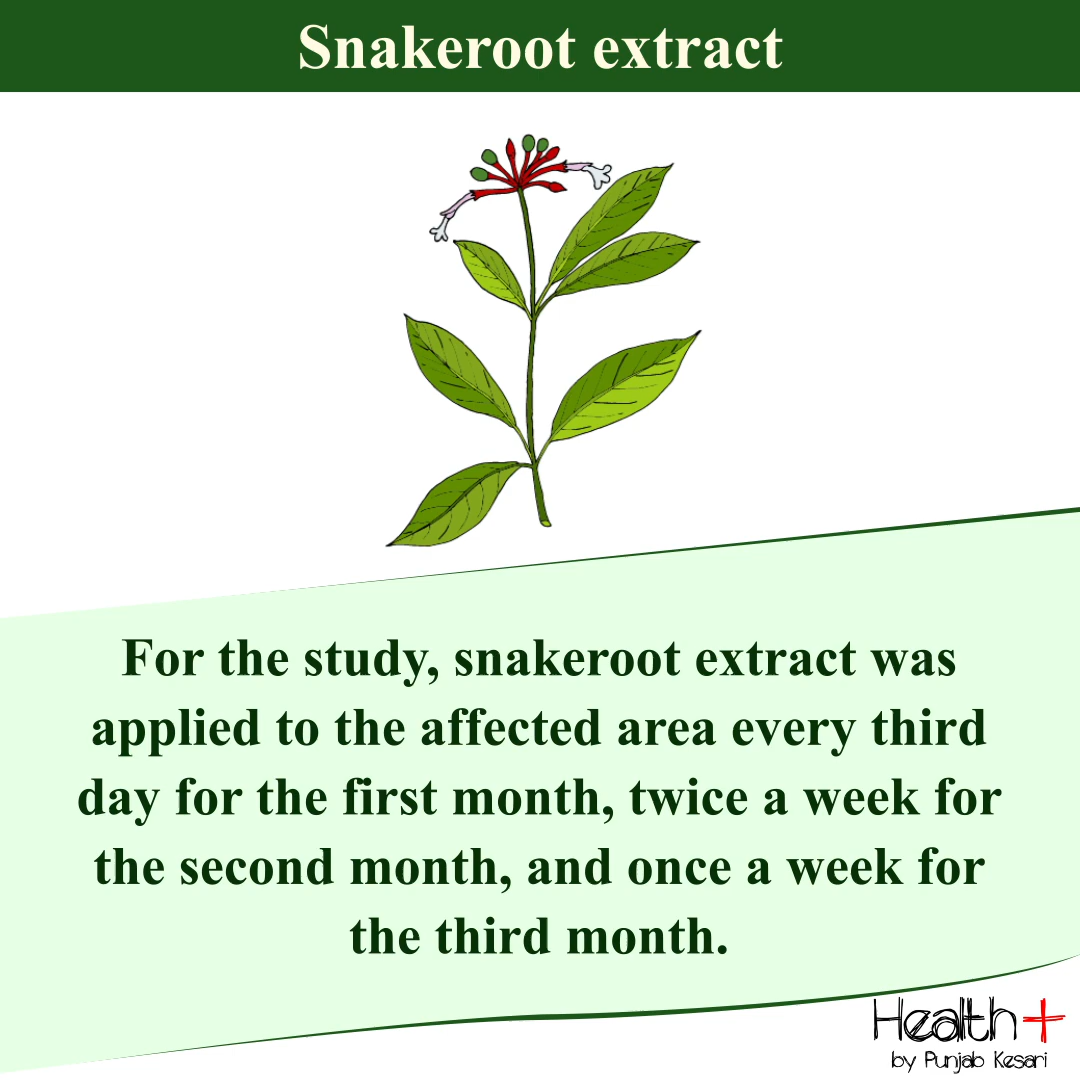 Snakeroot extract
For the study, snakeroot extract was
applied to the affected area every third
day for the first month, twice a week for
the second month, and once a week for
the third month.
Health+
by Punjab Kesari